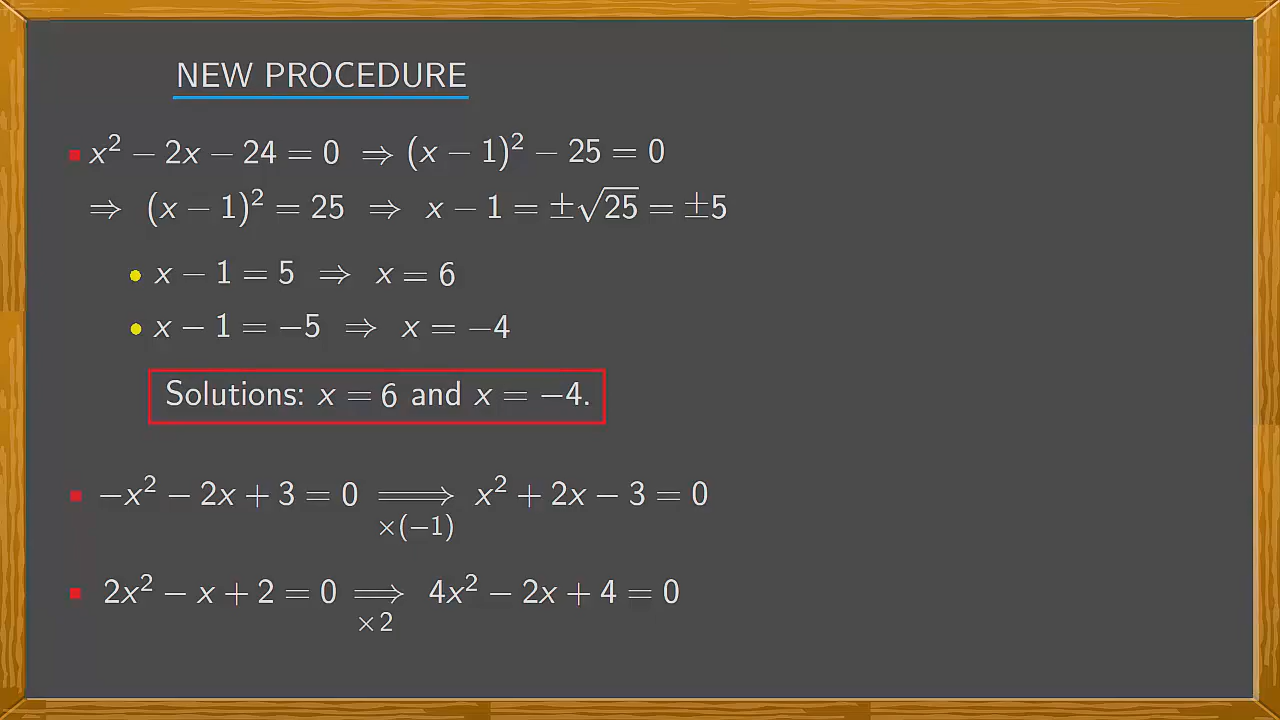 NEW PROCEDURE
x² − 2x − 24 = 0 ⇒ (x − 1)² − 25 = 0
⇒ (x − 1)² = 25 ⇒ x − 1 = ±√25 = ±5
x − 1 = 5 ⇒ x = 6
x − 1 = −5 ⇒ x = −4
Solutions: x = 6 and x = −4.
−x² − 2x + 3 = 0 ⟹ x² + 2x − 3 = 0
×(−1)
2x² − x + 2 = 0 ⟹ 4x² − 2x + 4 = 0
×2